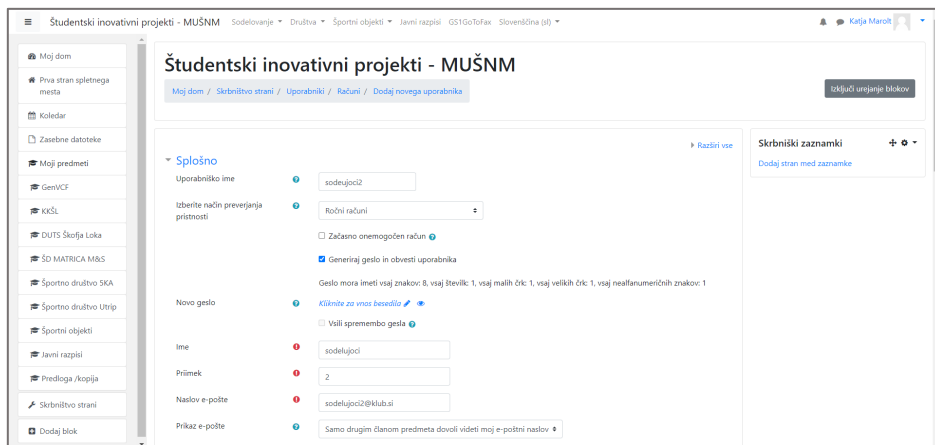 Študentski inovativni projekti - MUŠNM Sodelovanje Društva Športni objekti Javni razpisi GS1GoToFax Slovenščina (sl) Katja Marolt
Moj dom
Prva stran spletnega
mesta
Koledar
Zasebne datoteke
Moji predmeti
GenVCF
KKŠL
DUTS Škofja Loka
ŠD MATRICA M&S
Športno društvo SKA
Športno društvo Utrip
Športni objekti
Javni razpisi
Predloga /kopija
Skrbništvo strani
Dodaj blok
Študentski inovativni projekti - MUŠNM
Moj dom / Skrbništvo strani / Uporabniki / Računi / Dodaj novega uporabnika
Izključi urejanje blokov
Razširi vse
Splošno
Uporabniško ime sodeujoci2
Izberite način preverjanja
pristnosti
Ročni računi
Začasno onemogočen račun
Generiraj geslo in obvesti uporabnika
Geslo mora imeti vsaj znakov: 8, vsaj številk: 1, vsaj malih črk: 1, vsaj velikih črk: 1, vsaj nealfanumeričnih znakov: 1
Novo geslo Kliknite za vnos besedila
Vsili spremembo gesla
Ime sodelujoci
Priimek 2
Naslov e-pošte sodelujoci2@klub.si
Prikaz e-pošte Samo drugim članom predmeta dovoli videti moj e-poštni naslov
Skrbniški zaznamki
Dodaj stran med zaznamke